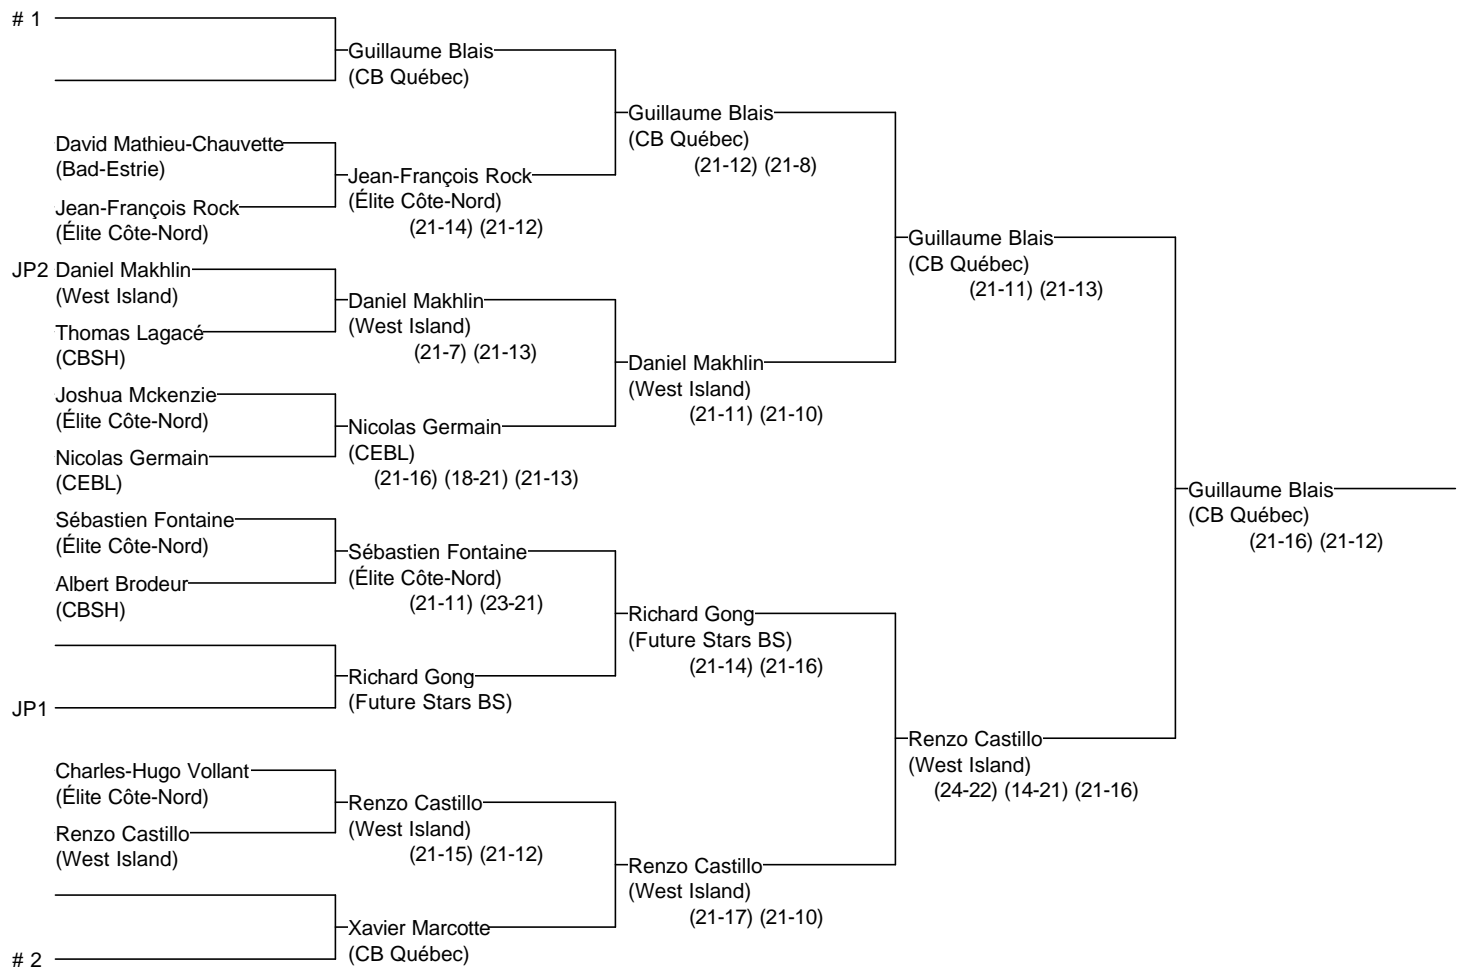 # 1
Guillaume Blais
(CB Québec)
Guillaume Blais
(CB Québec)
(21-12) (21-8)
David Mathieu-Chauvette
(Bad-Estrie)
Jean-François Rock
(Élite Côte-Nord)
(21-14) (21-12)
Jean-François Rock
(Élite Côte-Nord)
Guillaume Blais
(CB Québec)
(21-11) (21-13)
JP2 Daniel Makhlin
(West Island)
Daniel Makhlin
(West Island)
(21-7) (21-13)
Thomas Lagacé
(CBSH)
Daniel Makhlin
(West Island)
(21-11) (21-10)
Joshua Mckenzie
(Élite Côte-Nord)
Nicolas Germain
(CEBL)
(21-16) (18-21) (21-13)
Nicolas Germain
(CEBL)
Guillaume Blais
(CB Québec)
(21-16) (21-12)
Sébastien Fontaine
(Élite Côte-Nord)
Sébastien Fontaine
(Élite Côte-Nord)
(21-11) (23-21)
Albert Brodeur
(CBSH)
Richard Gong
(Future Stars BS)
(21-14) (21-16)
Richard Gong
(Future Stars BS)
JP1
Renzo Castillo
(West Island)
(24-22) (14-21) (21-16)
Charles-Hugo Vollant
(Élite Côte-Nord)
Renzo Castillo
(West Island)
(21-15) (21-12)
Renzo Castillo
(West Island)
Renzo Castillo
(West Island)
(21-17) (21-10)
Xavier Marcotte
(CB Québec)
# 2